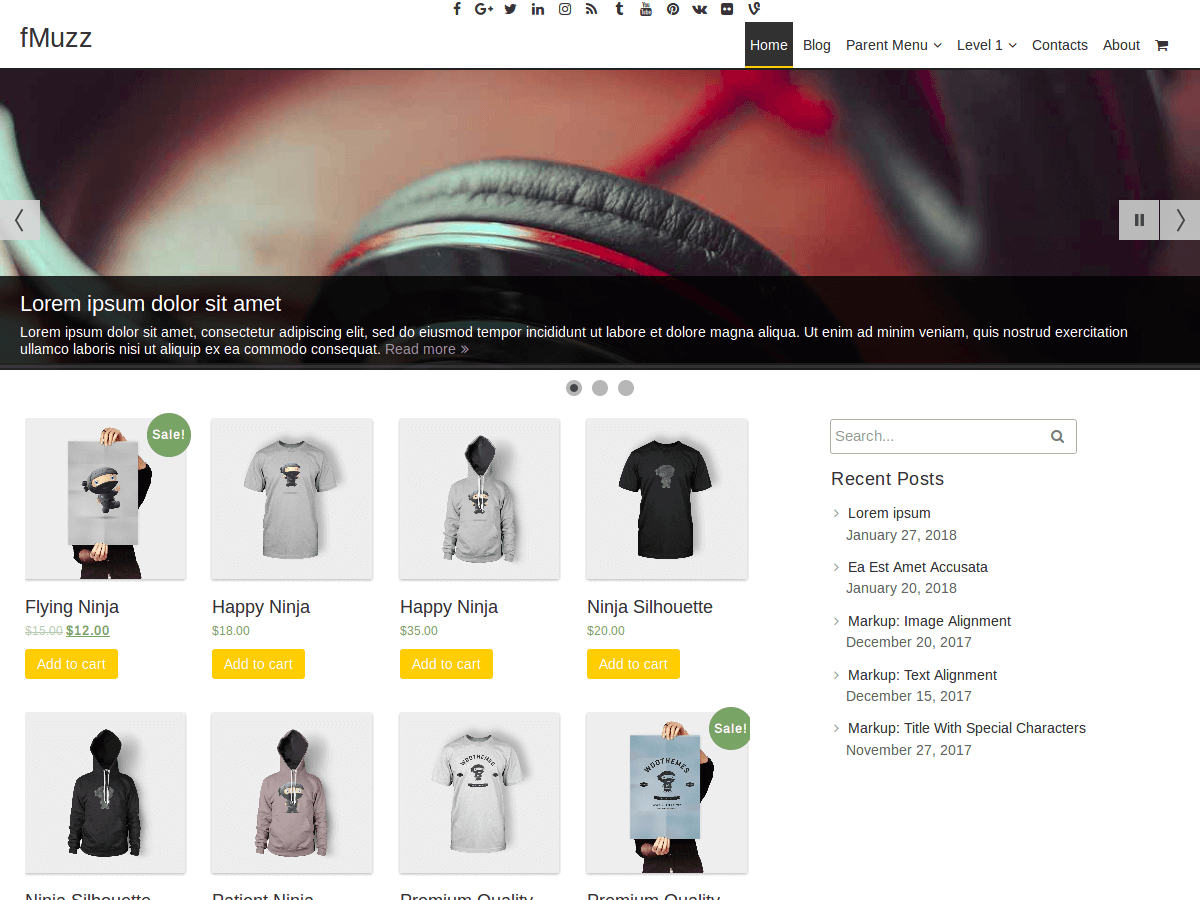 fMuzz
Home Blog Parent Menu Level 1 Contacts About
Lorem ipsum dolor sit amet
Lorem ipsum dolor sit amet, consectetur adipiscing elit, sed do eiusmod tempor incididunt ut labore et dolore magna aliqua. Ut enim ad minim veniam, quis nostrud exercitation
ullamco laboris nisi ut aliquip ex ea commodo consequat. Read more »
Sale!
Flying Ninja
$15.00 $12.00
Add to cart
Happy Ninja
$18.00
Add to cart
Happy Ninja
$35.00
Add to cart
Ninja Silhouette
$20.00
Add to cart
Ninja Silhouette
Patient Ninja
WOOTHEMES
Premium Quality
Sale!
WOOTHEMES
Premium Quality
Search...
Recent Posts
Lorem ipsum
January 27, 2018
Ea Est Amet Accusata
January 20, 2018
Markup: Image Alignment
December 20, 2017
Markup: Text Alignment
December 15, 2017
Markup: Title With Special Characters
November 27, 2017